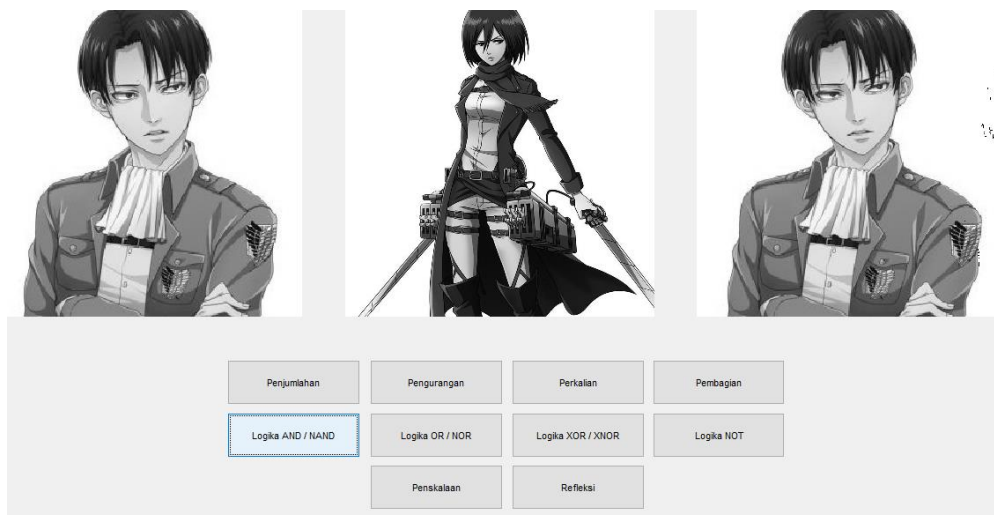 Penjumlahan
Pengurangan
Perkalian
Pembagian
Logika AND / NAND
Logika OR / NOR
Logika XOR / XNOR
Logika NOT
Penskalaan
Refleksi